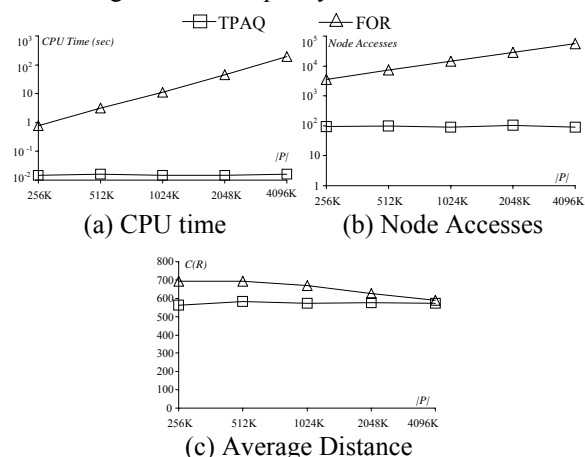 TPAQ FOR
CPU Time (sec)
10³
10²
10
1
10⁻¹
10⁻²
|P|
256K 512K 1024K 2048K 4096K
(a) CPU time
Node Accesses
10⁵
10⁴
10³
10²
10
1
|P|
256K 512K 1024K 2048K 4096K
(b) Node Accesses
C(R)
800
700
600
500
400
300
200
100
0
|P|
256K 512K 1024K 2048K 4096K
(c) Average Distance